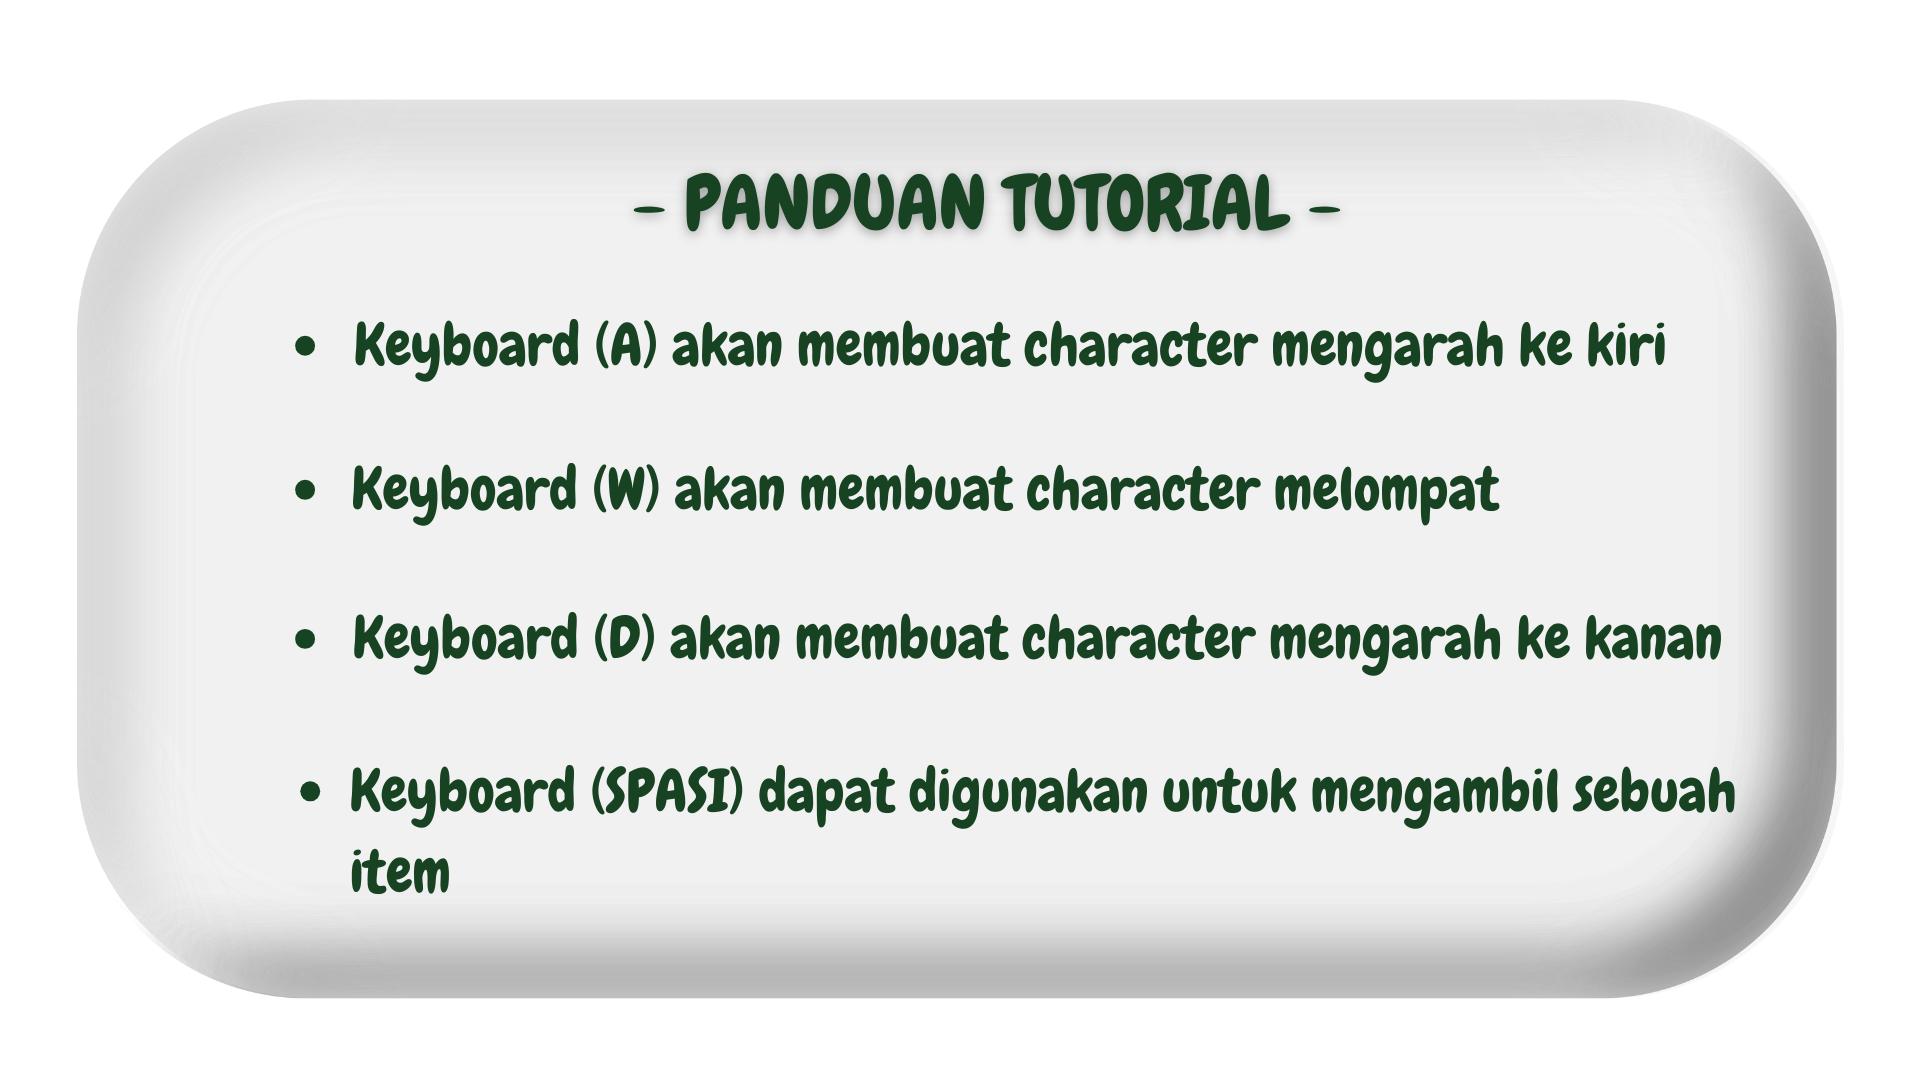 - PANDUAN TUTORIAL -
• Keyboard (A) akan membuat character mengarah ke kiri
• Keyboard (W) akan membuat character melompat
• Keyboard (D) akan membuat character mengarah ke kanan
• Keyboard (SPASI) dapat digunakan untuk mengambil sebuah
item